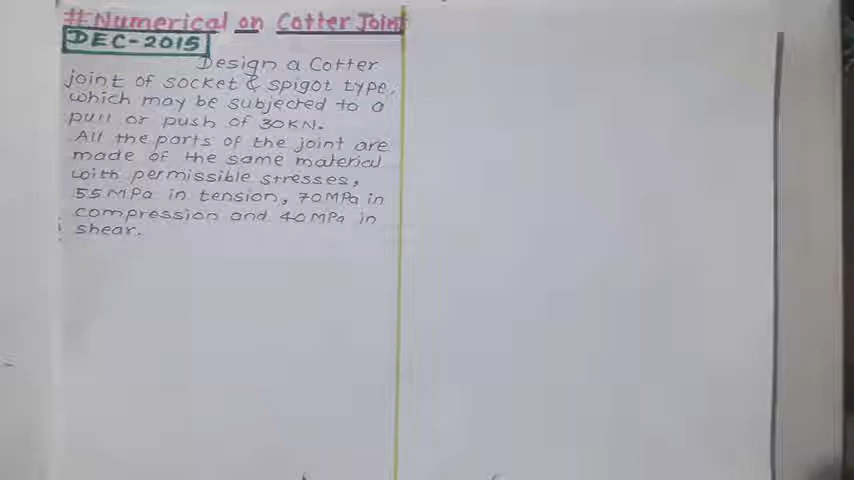 #Numerical on Cotter Joint
DEC-2015
Design a Cotter
joint of socket & spigot type,
which may be subjected to a
pull or push of 30KN.
All the parts of the joint are
made of the same material
with permissible stresses,
55MPa in tension, 70MPa in
compression and 40MPa in
shear.